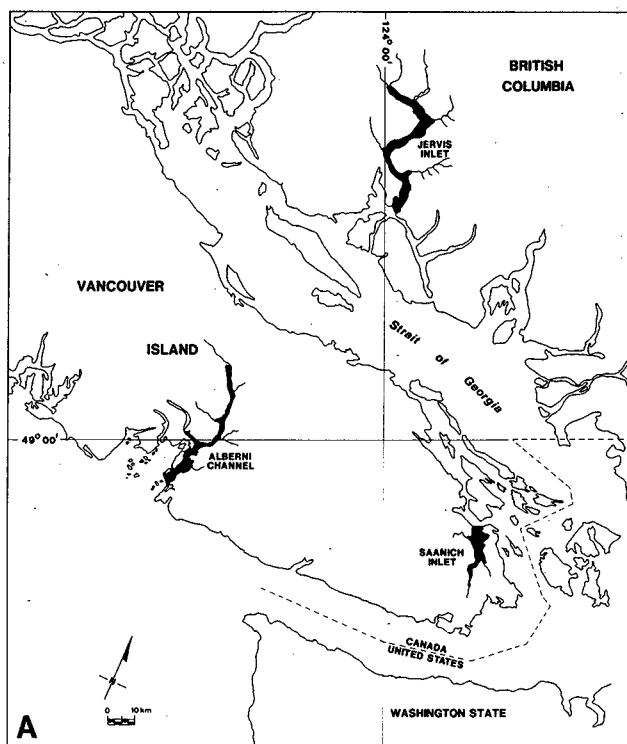 124° 00'
BRITISH
COLUMBIA
JERVIS
INLET
VANCOUVER
ISLAND
Strait of Georgia
49° 00'
ALBERNI
CHANNEL
SAANICH
INLET
CANADA
UNITED STATES
0 10 km
A
WASHINGTON STATE